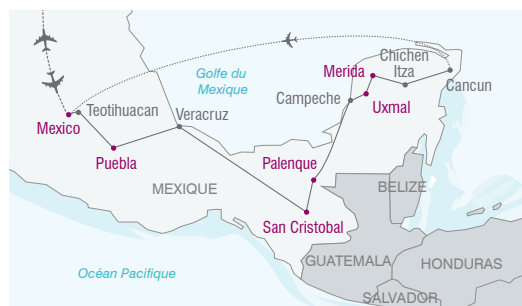 Golfe du
Mexique
Chichen
Itza
Merida
Cancun
Campeche
Uxmal
Teotihuacan
Mexico
Veracruz
Puebla
Palenque
MEXIQUE
BELIZE
San Cristobal
GUATEMALA
HONDURAS
Océan Pacifique
SALVADOR